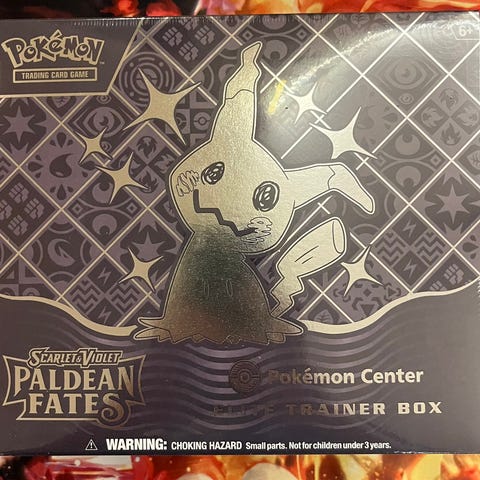 POKÉMON
TRADING CARD GAME
6+
SCARLET & VIOLET
PALDEAN
FATES
Pokémon Center
ELITE TRAINER BOX
WARNING: CHOKING HAZARD Small parts. Not for children under 3 years.